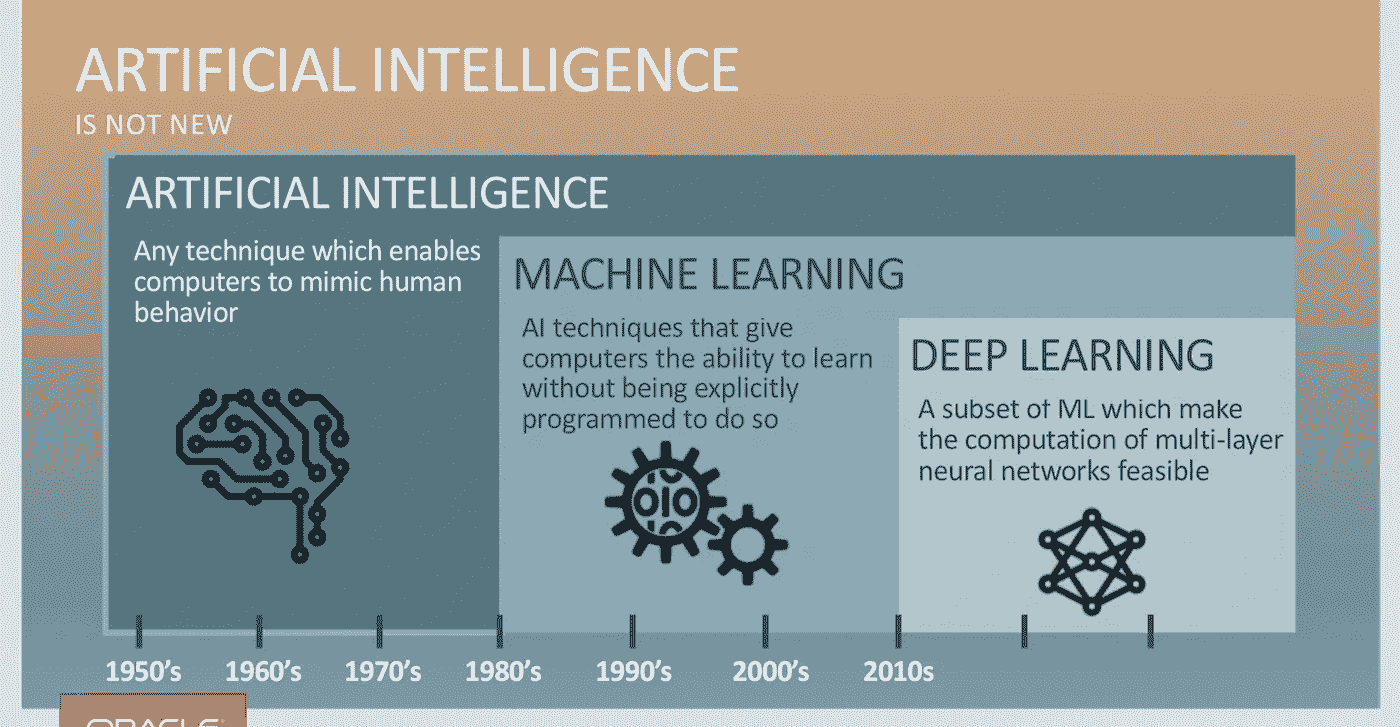 ARTIFICIAL INTELLIGENCE
IS NOT NEW
ARTIFICIAL INTELLIGENCE
Any technique which enables
computers to mimic human
behavior
MACHINE LEARNING
AI techniques that give
computers the ability to learn
without being explicitly
programmed to do so
DEEP LEARNING
A subset of ML which make
the computation of multi-layer
neural networks feasible
1950's 1960's 1970's 1980's 1990's 2000's 2010s
ORACLE